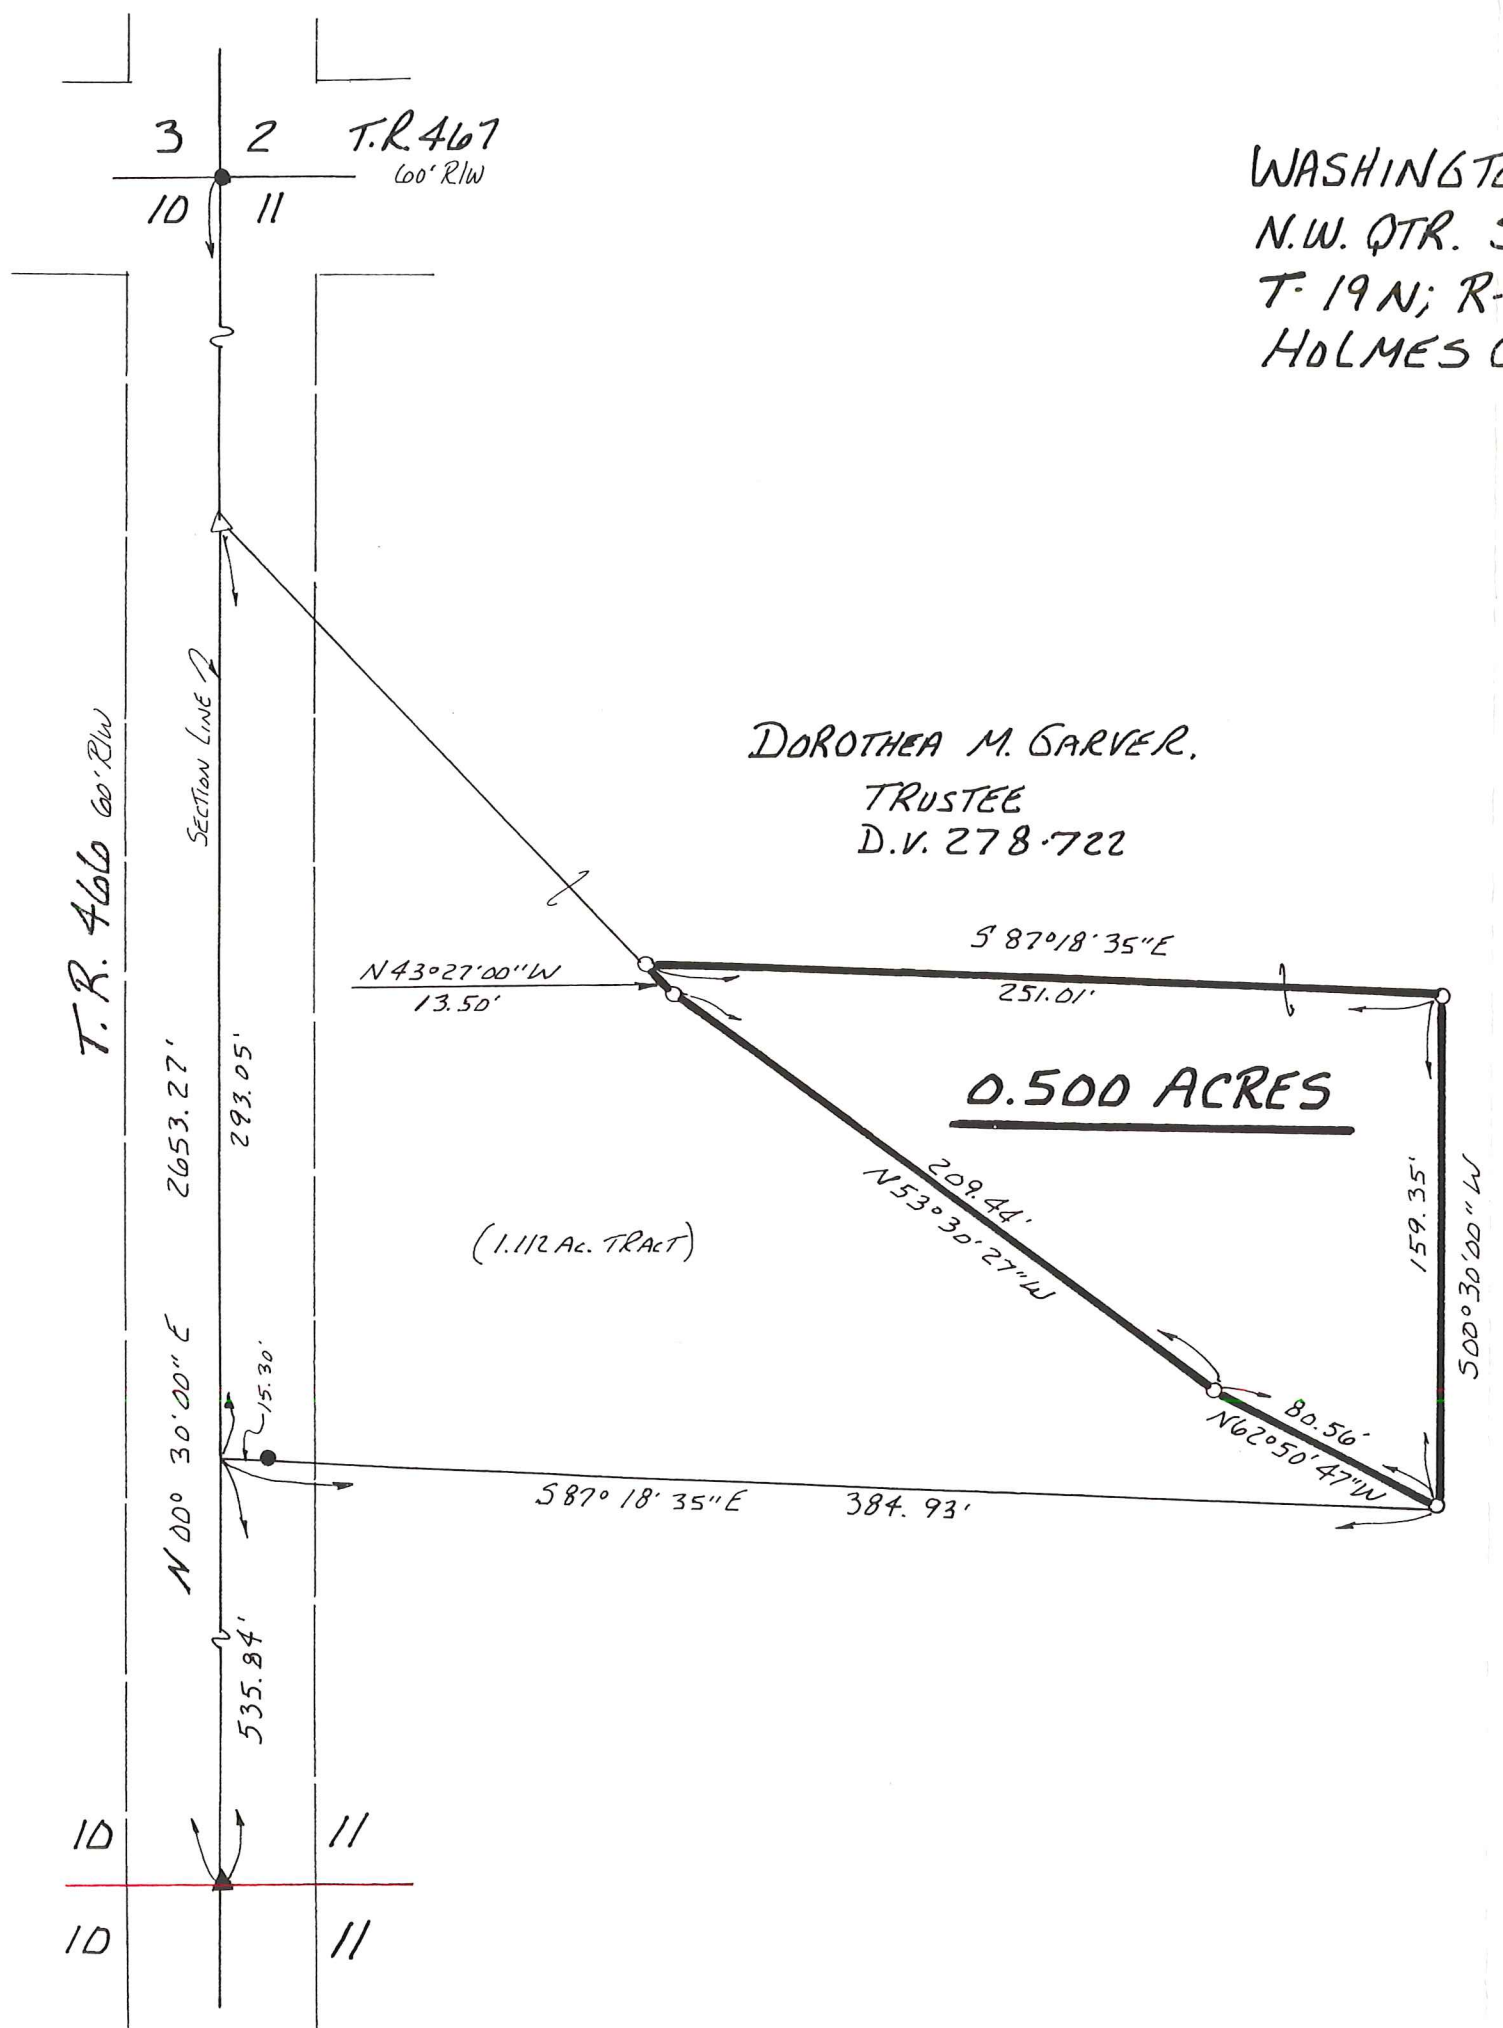 3 2 T.R. 467
60' R/W
10 11
WASHINGTO
N.W. QTR. S
T-19N; R-
HOLMES C
SECTION LINE
T.R. 466 60' R/W
DOROTHEA M. GARVER,
TRUSTEE
D.V. 278-722
S 87°18'35"E
251.01'
N43°27'00"W
13.50'
0.500 ACRES
2653.27'
293.05'
209.44'
N53°30'27"W
159.35'
S00°30'00"W
(1.112 AC. TRACT)
N 00° 30'00" E
15.30'
80.56'
N62°50'47"W
S87° 18' 35"E 384.93'
535.84'
10 11
10 11